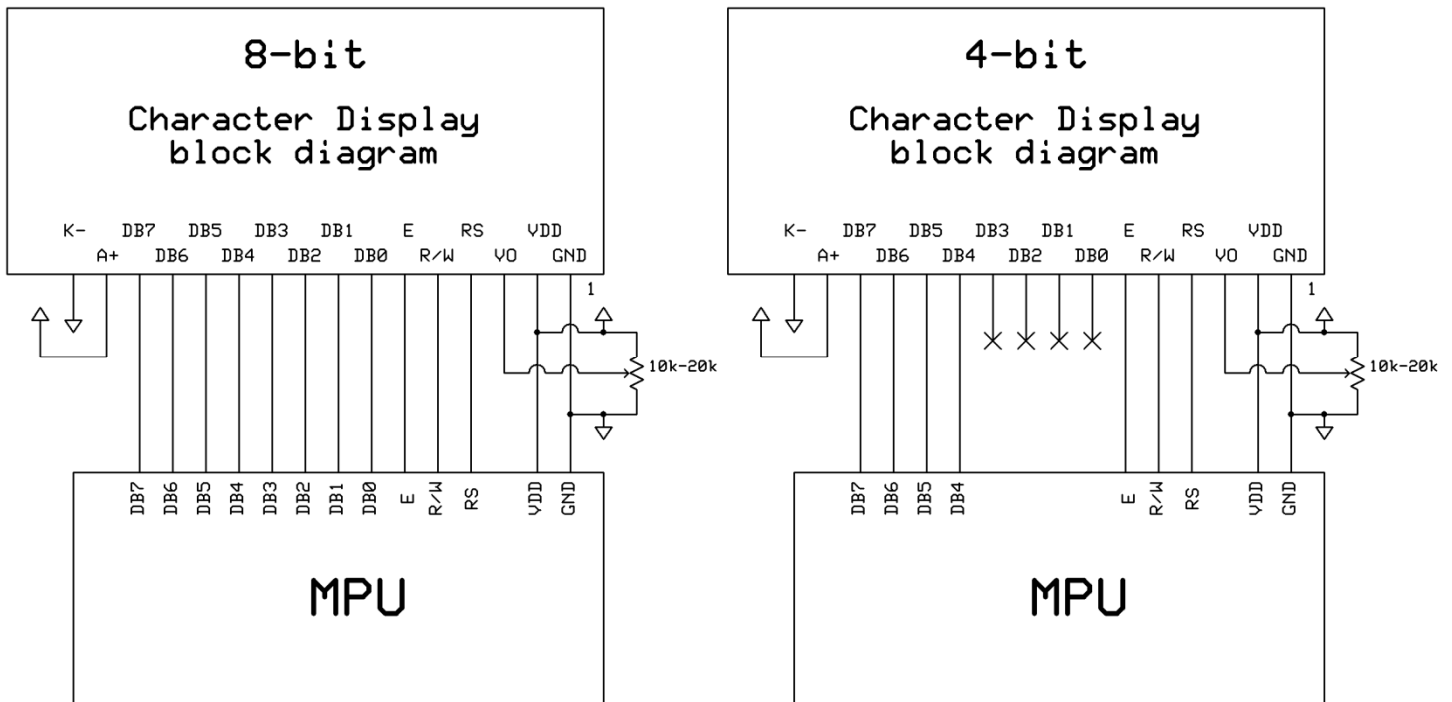 8-bit
Character Display
block diagram
K- DB7 DB5 DB3 DB1 E RS VDD
A+ DB6 DB4 DB2 DB0 R/W VO GND
1
10k-20k
DB7 DB6 DB5 DB4 DB3 DB2 DB1 DB0 E R/W RS VDD GND
MPU
4-bit
Character Display
block diagram
K- DB7 DB5 DB3 DB1 E RS VDD
A+ DB6 DB4 DB2 DB0 R/W VO GND
1
10k-20k
DB7 DB6 DB5 DB4 E R/W RS VDD GND
MPU